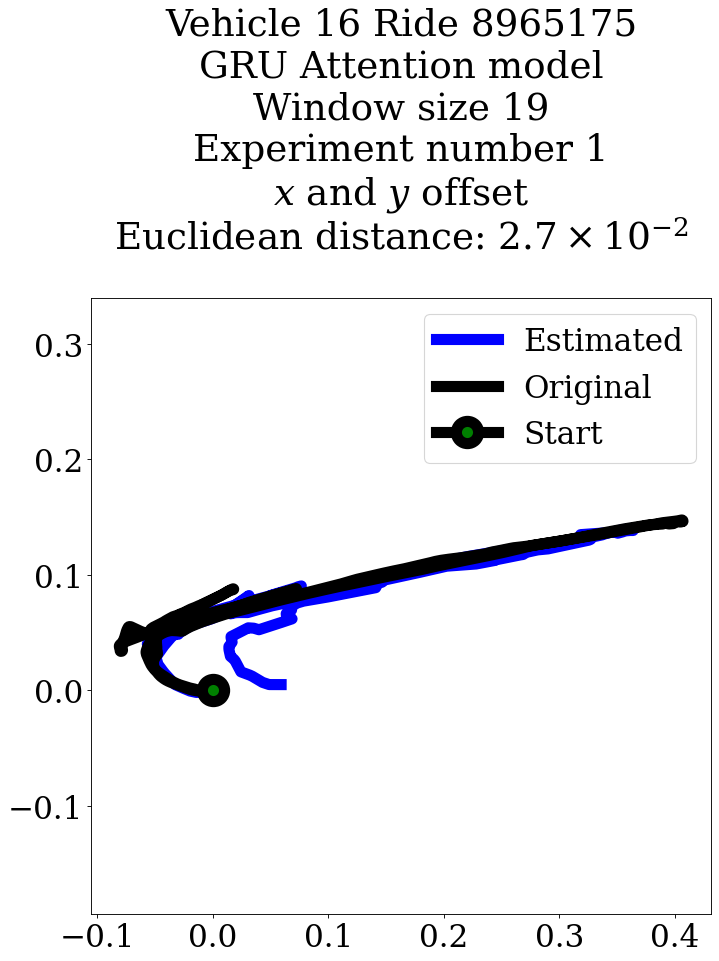 Vehicle 16 Ride 8965175
GRU Attention model
Window size 19
Experiment number 1
x and y offset
Euclidean distance: 2.7 × 10⁻²
Estimated
Original
Start
0.3
0.2
0.1
0.0
−0.1
−0.1 0.0 0.1 0.2 0.3 0.4